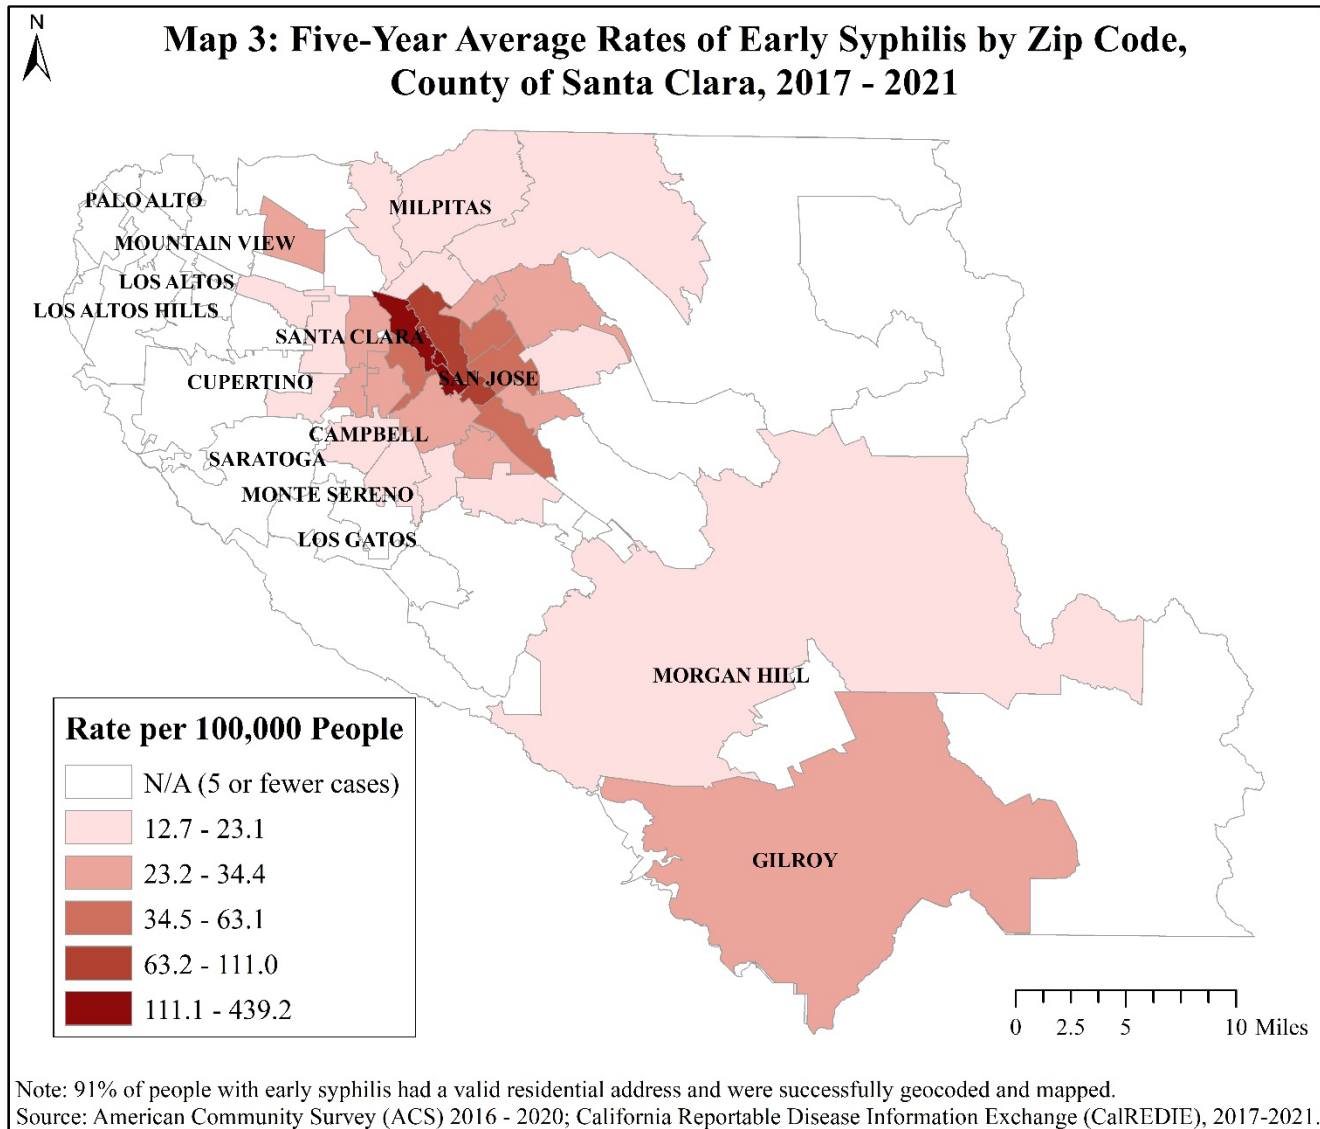 N
Map 3: Five-Year Average Rates of Early Syphilis by Zip Code,
County of Santa Clara, 2017 - 2021
PALO ALTO
MILPITAS
MOUNTAIN VIEW
LOS ALTOS
LOS ALTOS HILLS
SANTA CLARA
CUPERTINO
SAN JOSE
CAMPBELL
SARATOGA
MONTE SERENO
LOS GATOS
MORGAN HILL
GILROY
Rate per 100,000 People
N/A (5 or fewer cases)
12.7 - 23.1
23.2 - 34.4
34.5 - 63.1
63.2 - 111.0
111.1 - 439.2
0 2.5 5 10 Miles
Note: 91% of people with early syphilis had a valid residential address and were successfully geocoded and mapped.
Source: American Community Survey (ACS) 2016 - 2020; California Reportable Disease Information Exchange (CalREDIE), 2017-2021.